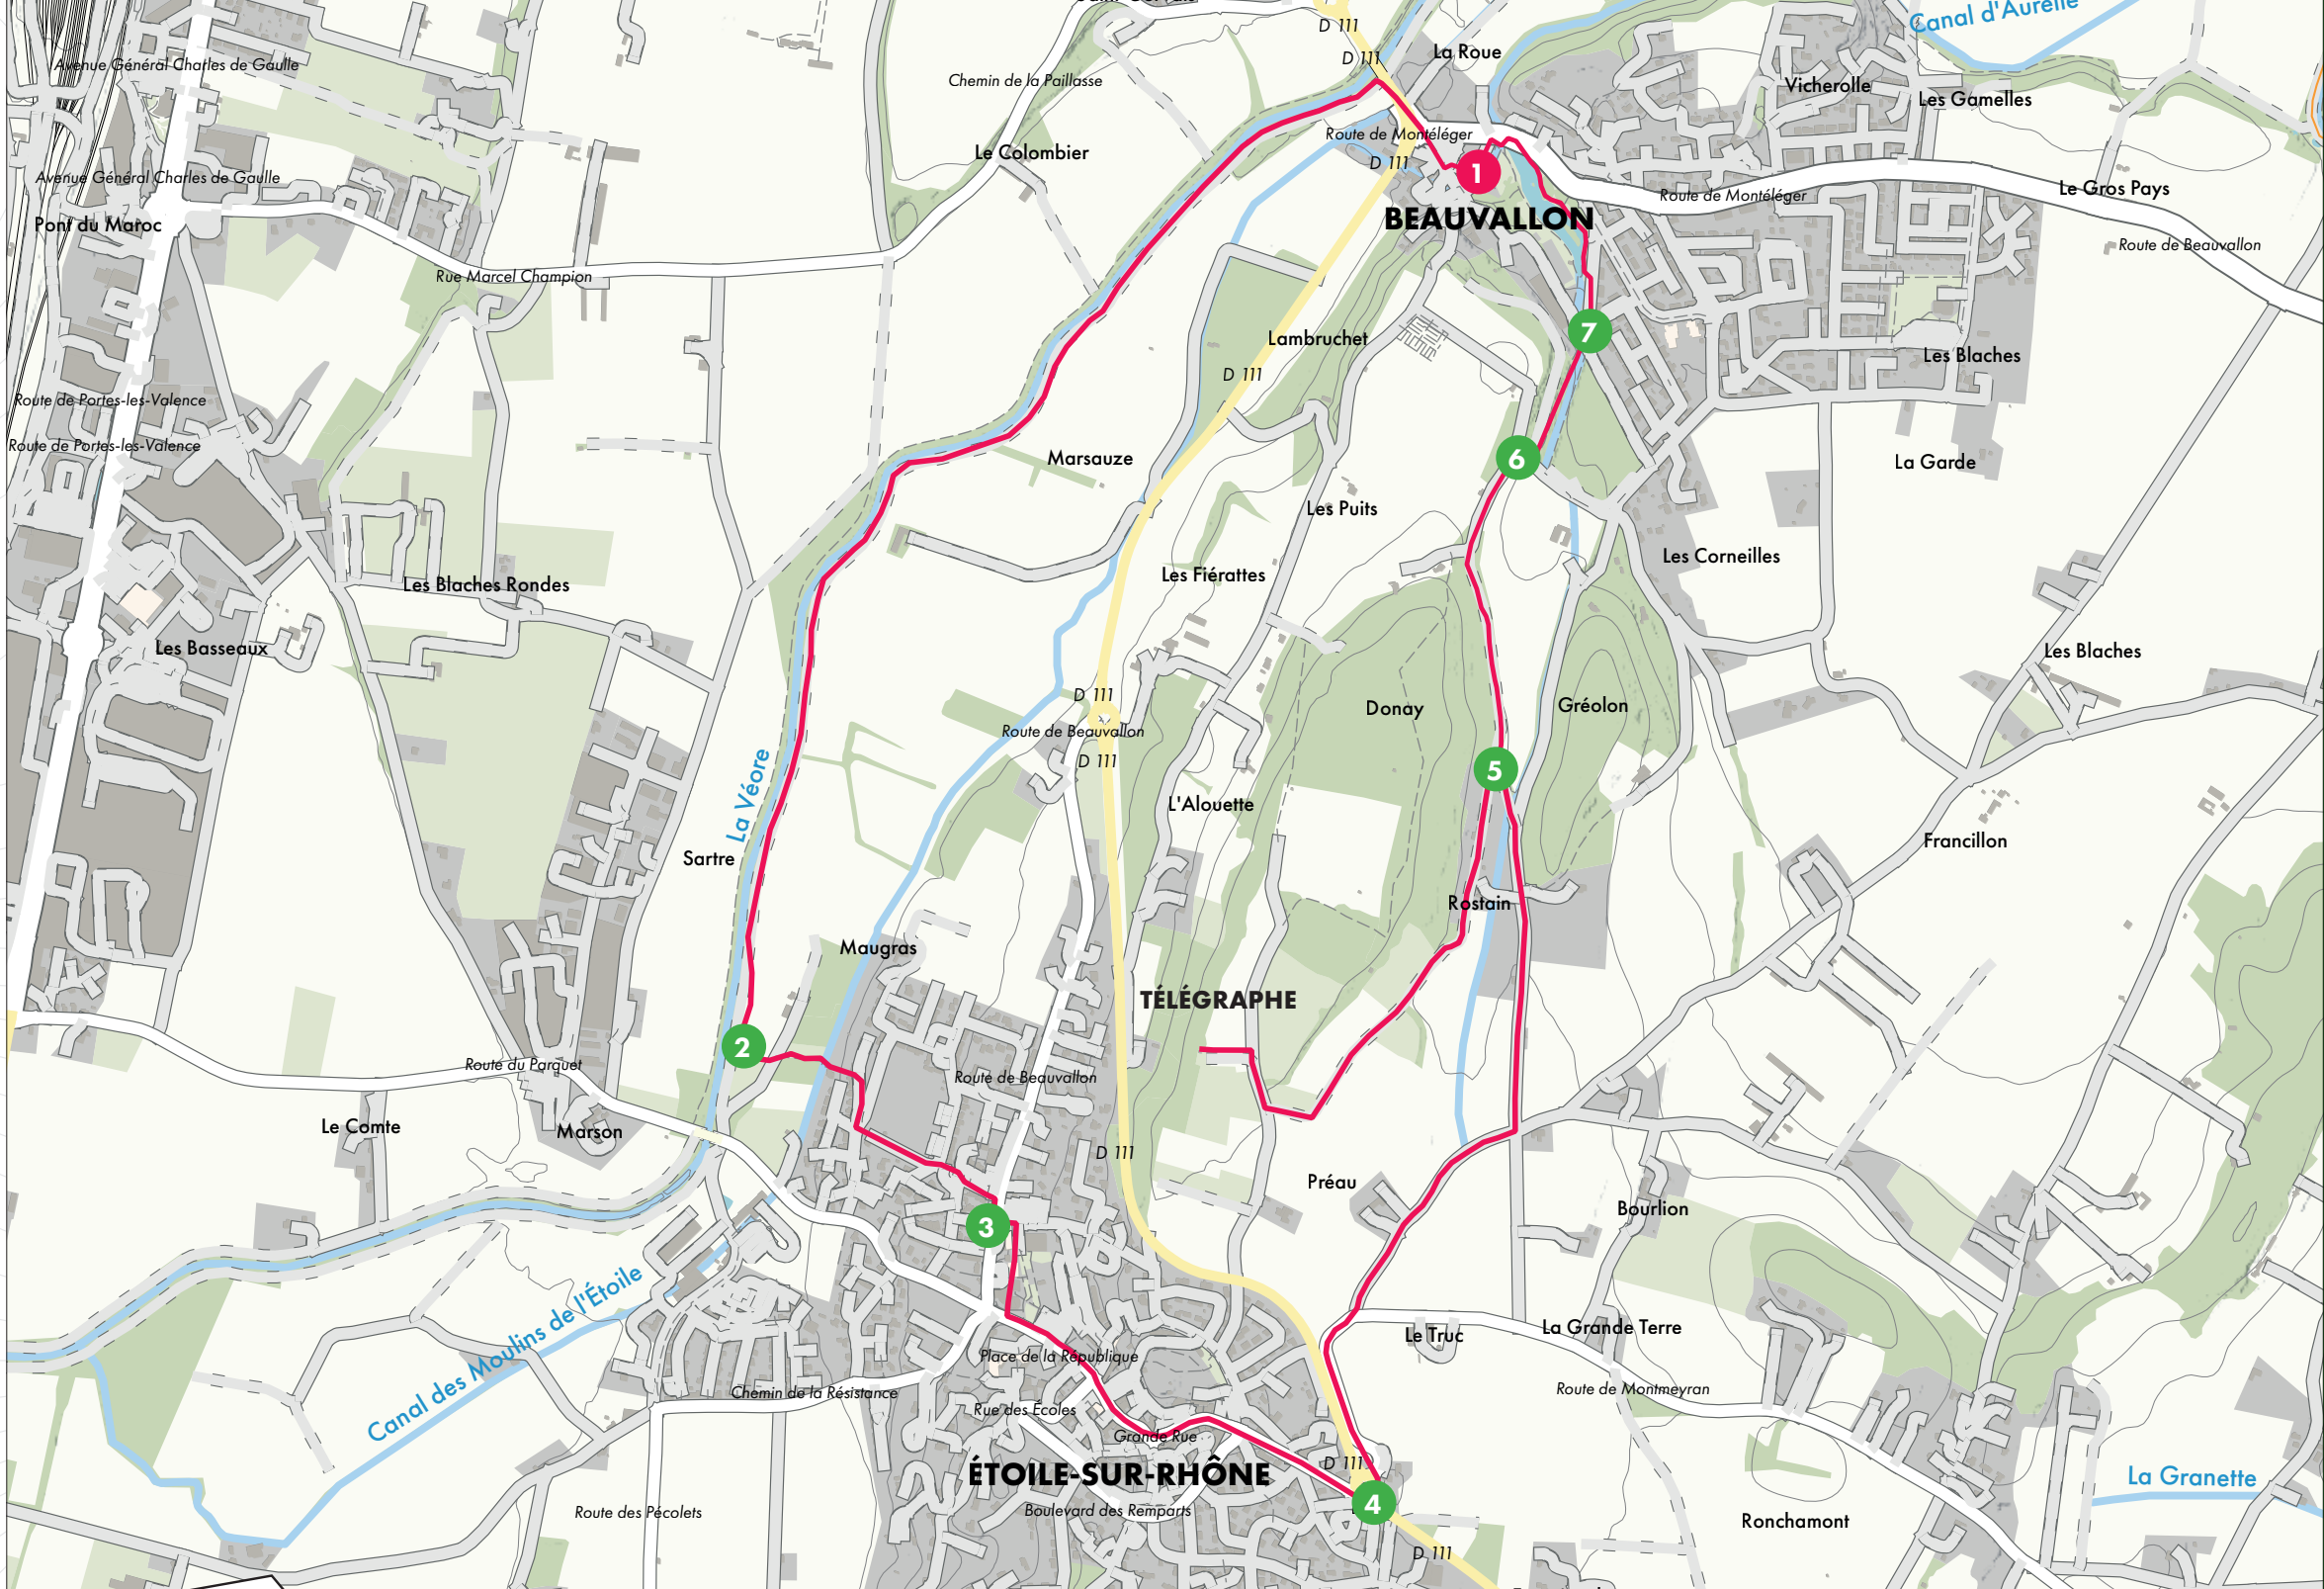 D 111
La Roue
Canal d'Aurelle
D 111
Avenue Général Charles de Gaulle
Chemin de la Paillasse
Vicherolle
Les Gamelles
Route de Montéléger
Le Colombier
D 111
1
Avenue Général Charles de Gaulle
Le Gros Pays
Route de Montéléger
BEAUVALLON
Pont du Maroc
Route de Beauvallon
Rue Marcel Champion
7
Lambruchet
Les Blaches
D 111
Route de Portes-les-Valence
Route de Portes-les-Valence
Marsauze
6
La Garde
Les Puits
Les Corneilles
Les Fiérattes
Les Blaches Rondes
Les Basseaux
Les Blaches
D 111
Donay
Gréolon
Route de Beauvallon
D 111
5
La Véore
L'Alouette
Francillon
Sartre
Rostain
Maugras
TÉLÉGRAPHE
2
Route du Parquet
Route de Beauvallon
Le Comte
Marson
D 111
Préau
Bourlion
3
Canal des Moulins de l'Étoile
Le Truc
La Grande Terre
Place de la République
Chemin de la Résistance
Route de Montmeyran
Rue des Écoles
Grande Rue
D 111
ÉTOILE-SUR-RHÔNE
La Granette
4
Route des Pécolets
Boulevard des Remparts
Ronchamont
D 111